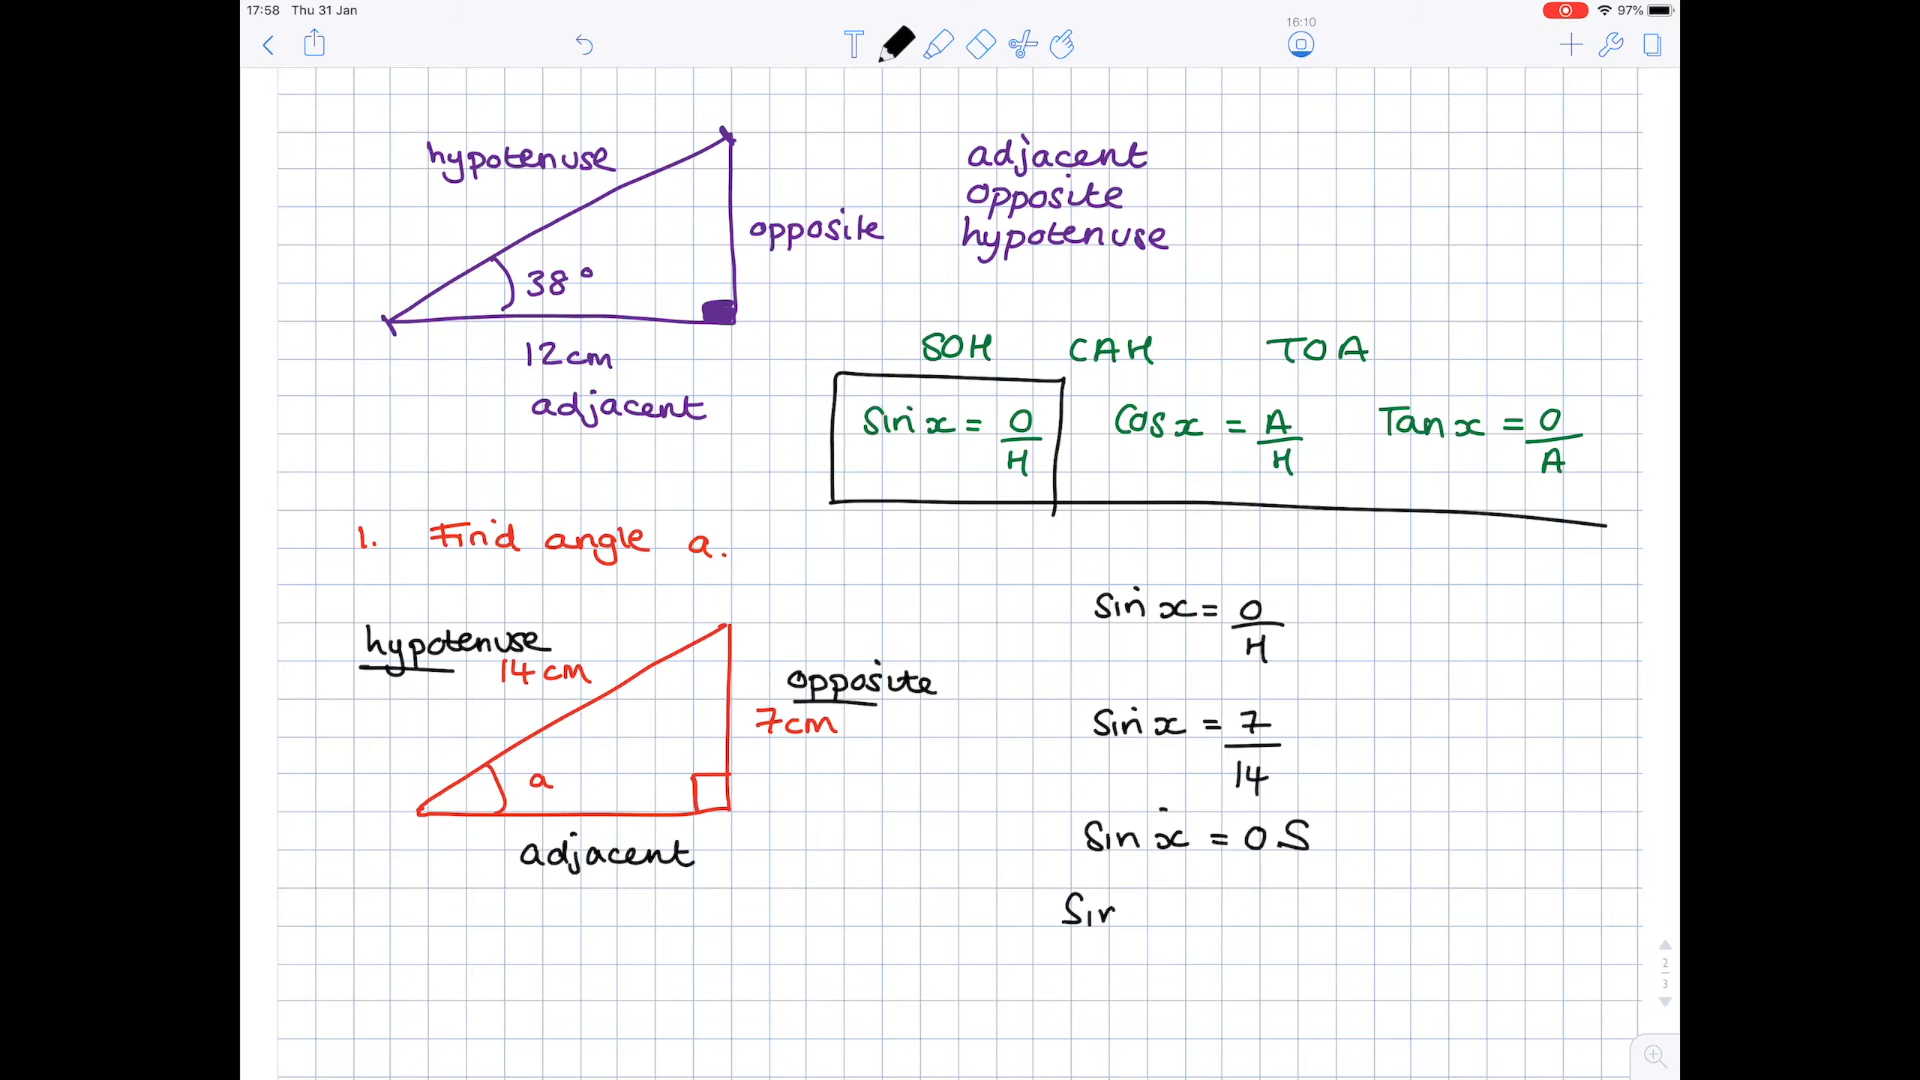 17:58 Thu 31 Jan
97%
16:10
T
hypotenuse
opposite
38°
12cm
adjacent
adjacent
opposite
hypotenuse
SOH CAH TOA
Sin x = O/H Cos x = A/H Tan x = O/A
1. Find angle a.
hypotenuse
14cm
opposite
7cm
a
adjacent
Sin x = O/H
Sin x = 7/14
Sin x = 0 5
Sir
2
3